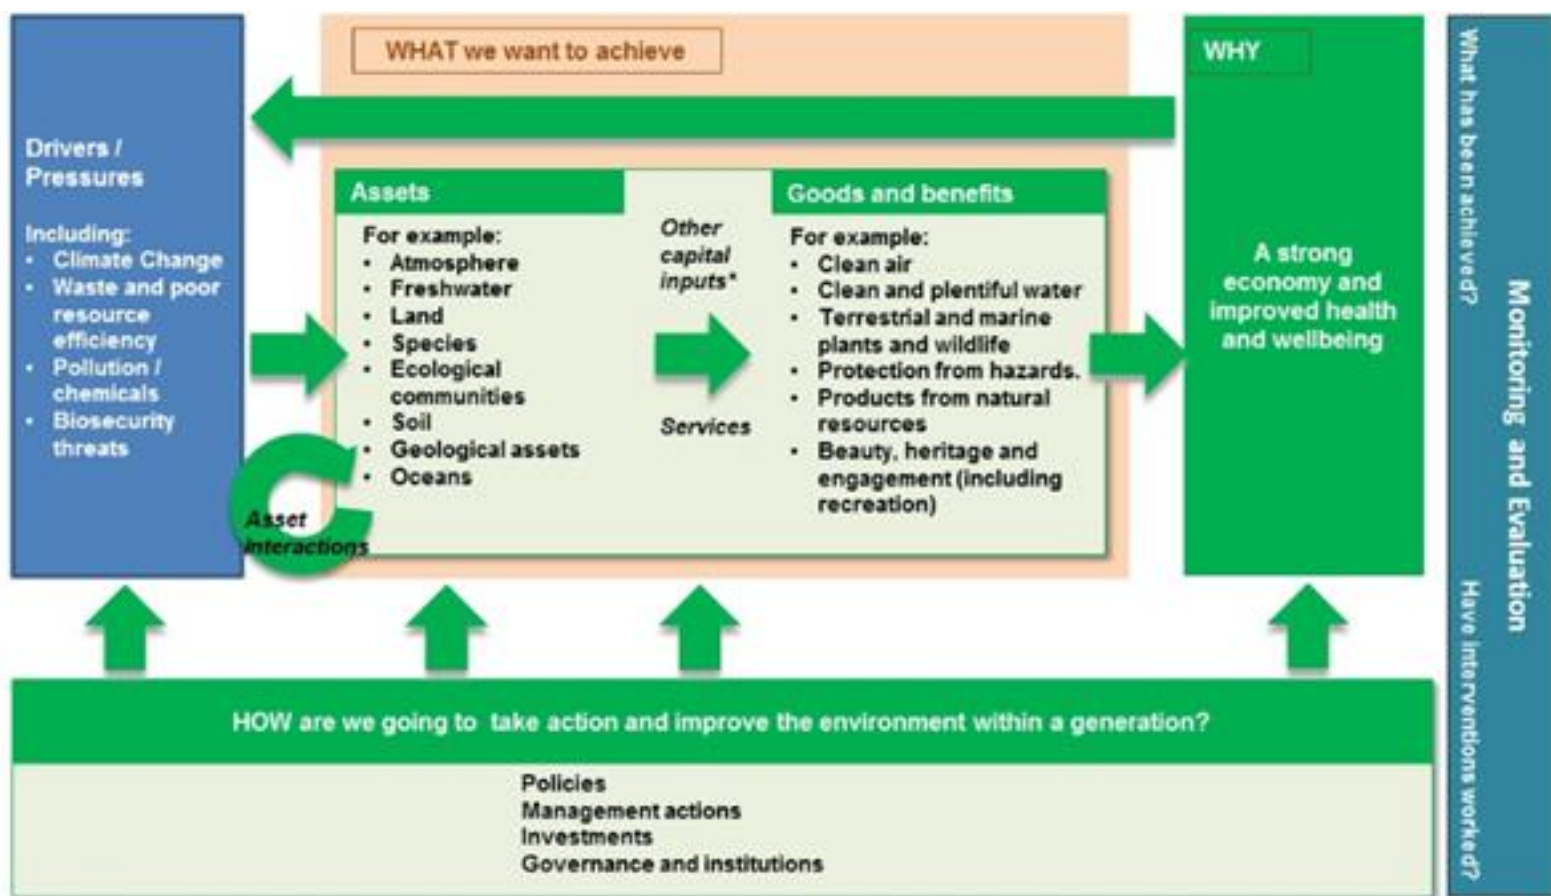 WHAT we want to achieve
WHY
Drivers /
Pressures
Including:
• Climate Change
• Waste and poor
resource
efficiency
• Pollution /
chemicals
• Biosecurity
threats
Assets
For example:
• Atmosphere
• Freshwater
• Land
• Species
• Ecological
communities
• Soil
• Geological assets
• Oceans
Asset
Interactions
Other
capital
inputs*
Services
Goods and benefits
For example:
• Clean air
• Clean and plentiful water
• Terrestrial and marine
plants and wildlife
• Protection from hazards.
• Products from natural
resources
• Beauty, heritage and
engagement (including
recreation)
A strong
economy and
improved health
and wellbeing
What has been achieved?
Have interventions worked?
Monitoring and Evaluation
HOW are we going to take action and improve the environment within a generation?
Policies
Management actions
Investments
Governance and institutions